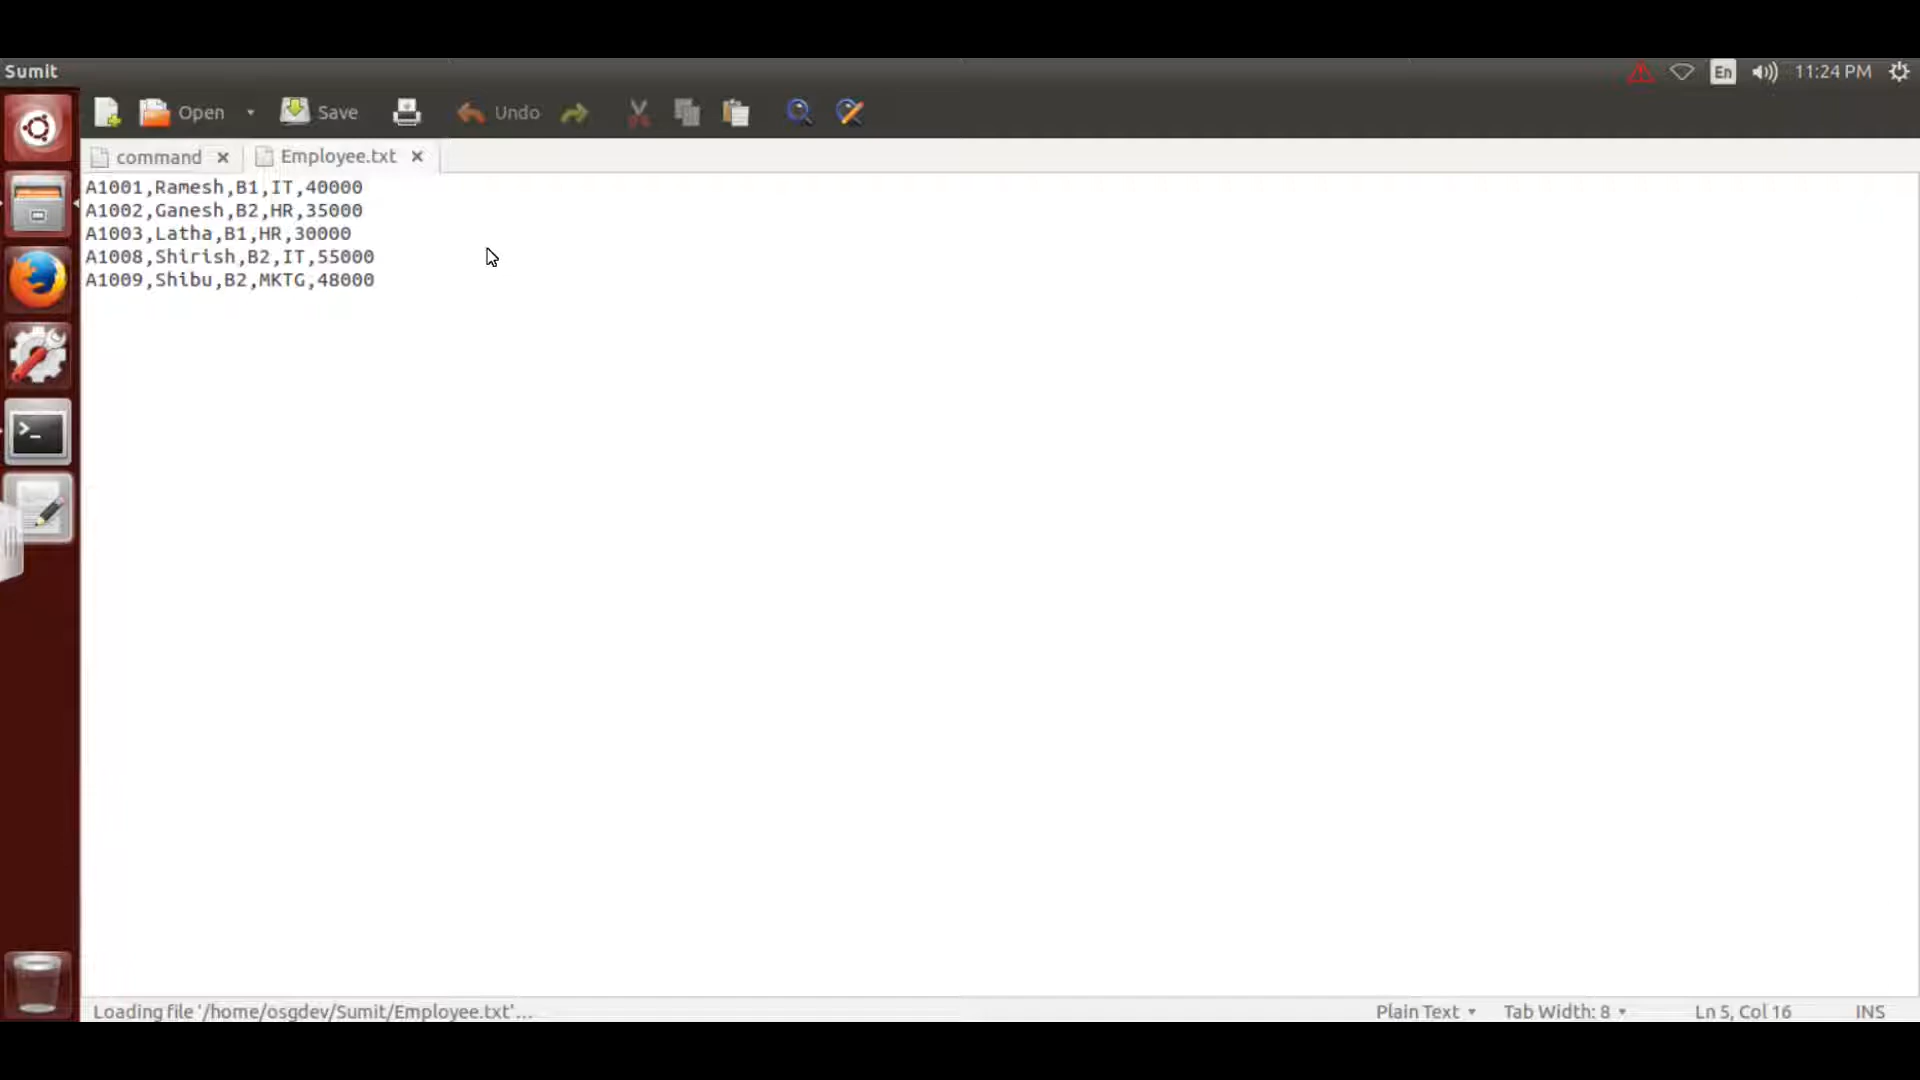 Sumit
En
11:24 PM
Open
Save
Undo
command
Employee.txt
A1001,Ramesh,B1,IT,40000
A1002,Ganesh,B2,HR,35000
A1003,Latha,B1,HR,30000
A1008,Shirish,B2,IT,55000
A1009,Shibu,B2,MKTG,48000
Loading file '/home/osgdev/Sumit/Employee.txt'...
Plain Text
Tab Width: 8
Ln 5, Col 16
INS